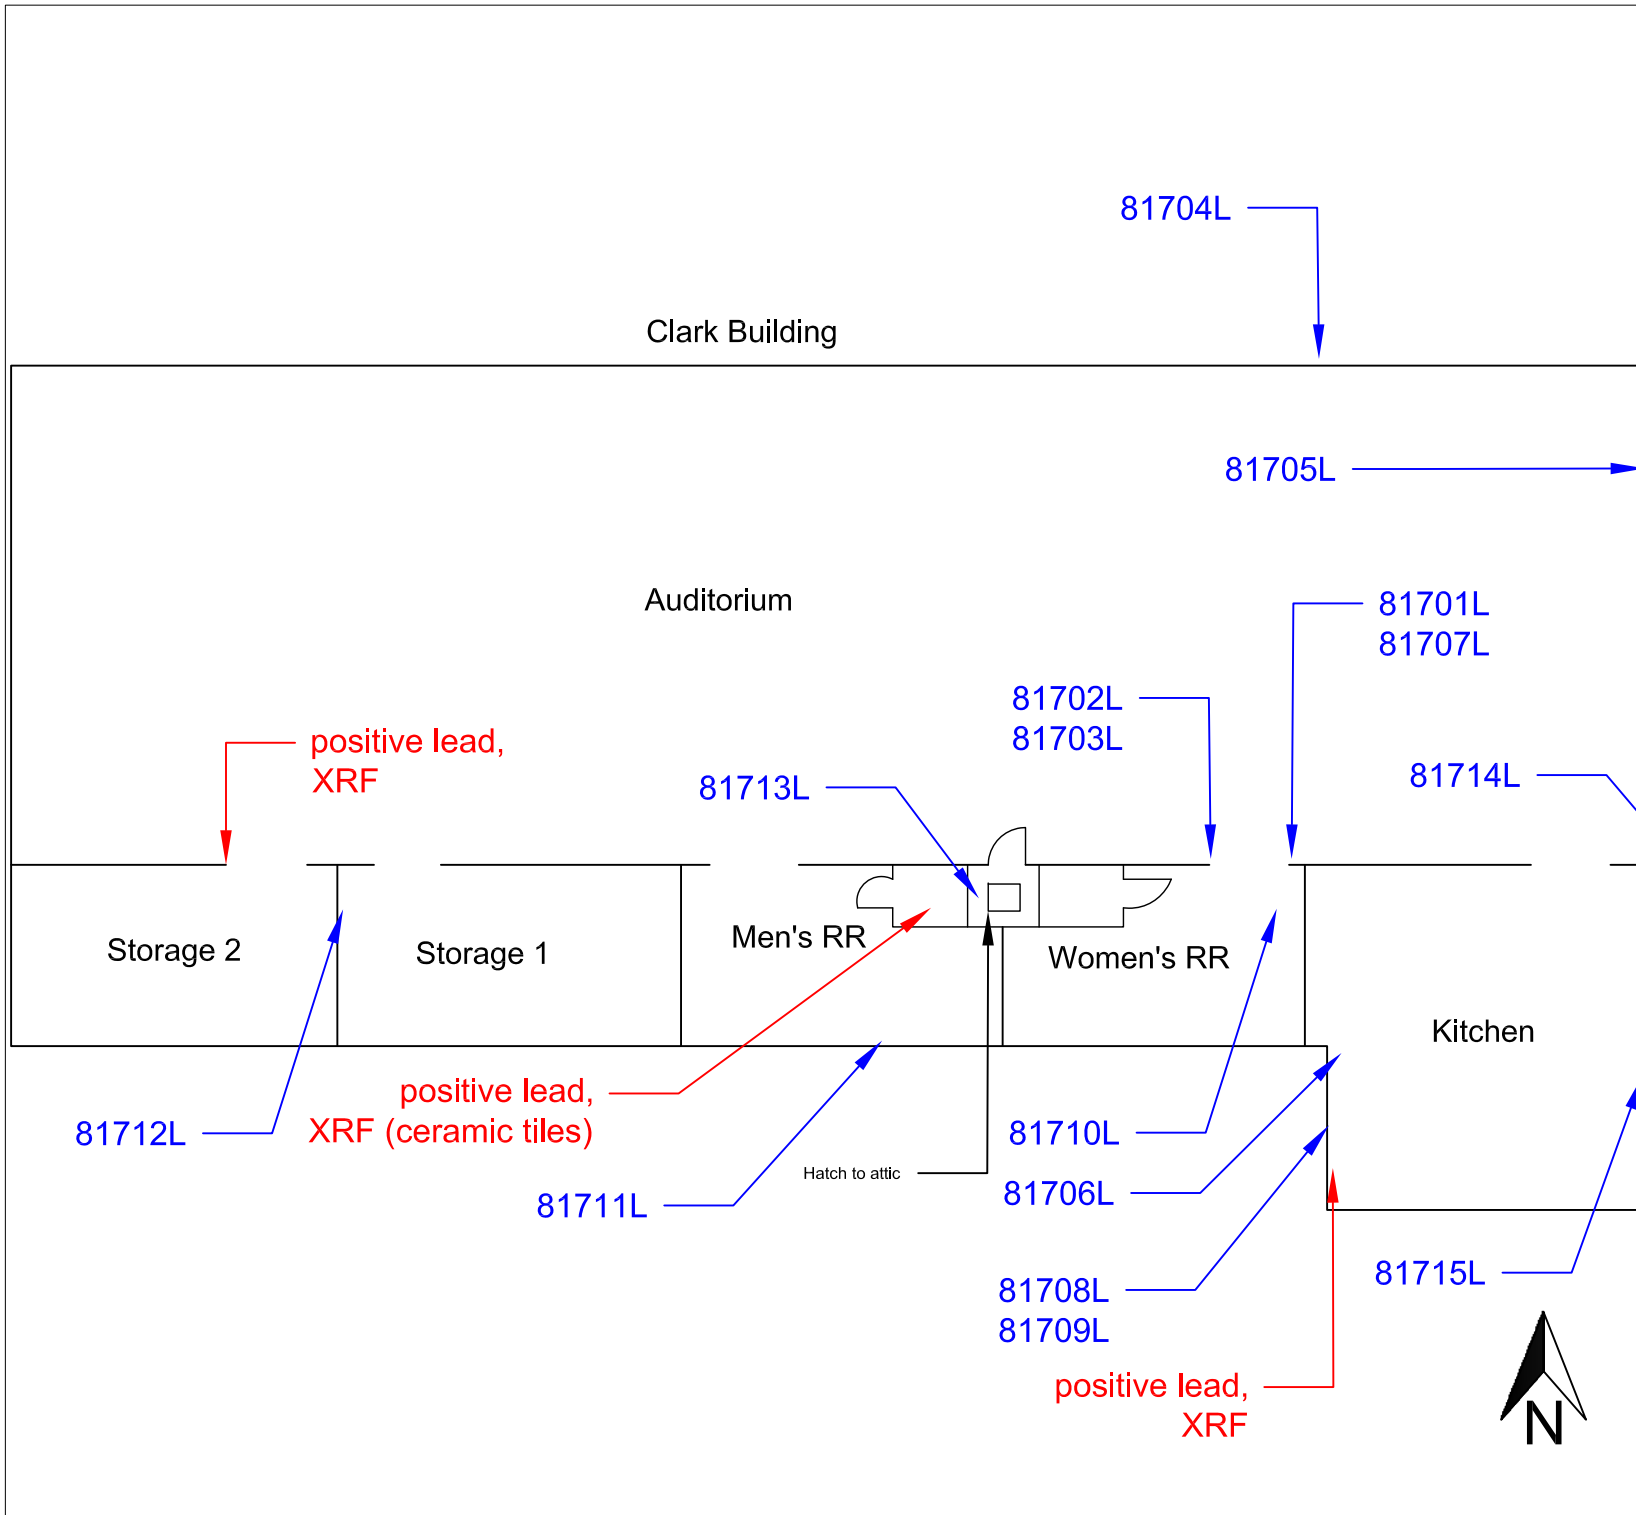 81704L
Clark Building
81705L
Auditorium
81701L
81707L
81702L
81703L
positive lead,
XRF
81713L
81714L
Storage 2
Storage 1
Men's RR
Women's RR
Kitchen
positive lead,
XRF (ceramic tiles)
81712L
81710L
Hatch to attic
81706L
81711L
81708L
81709L
81715L
positive lead,
XRF
N